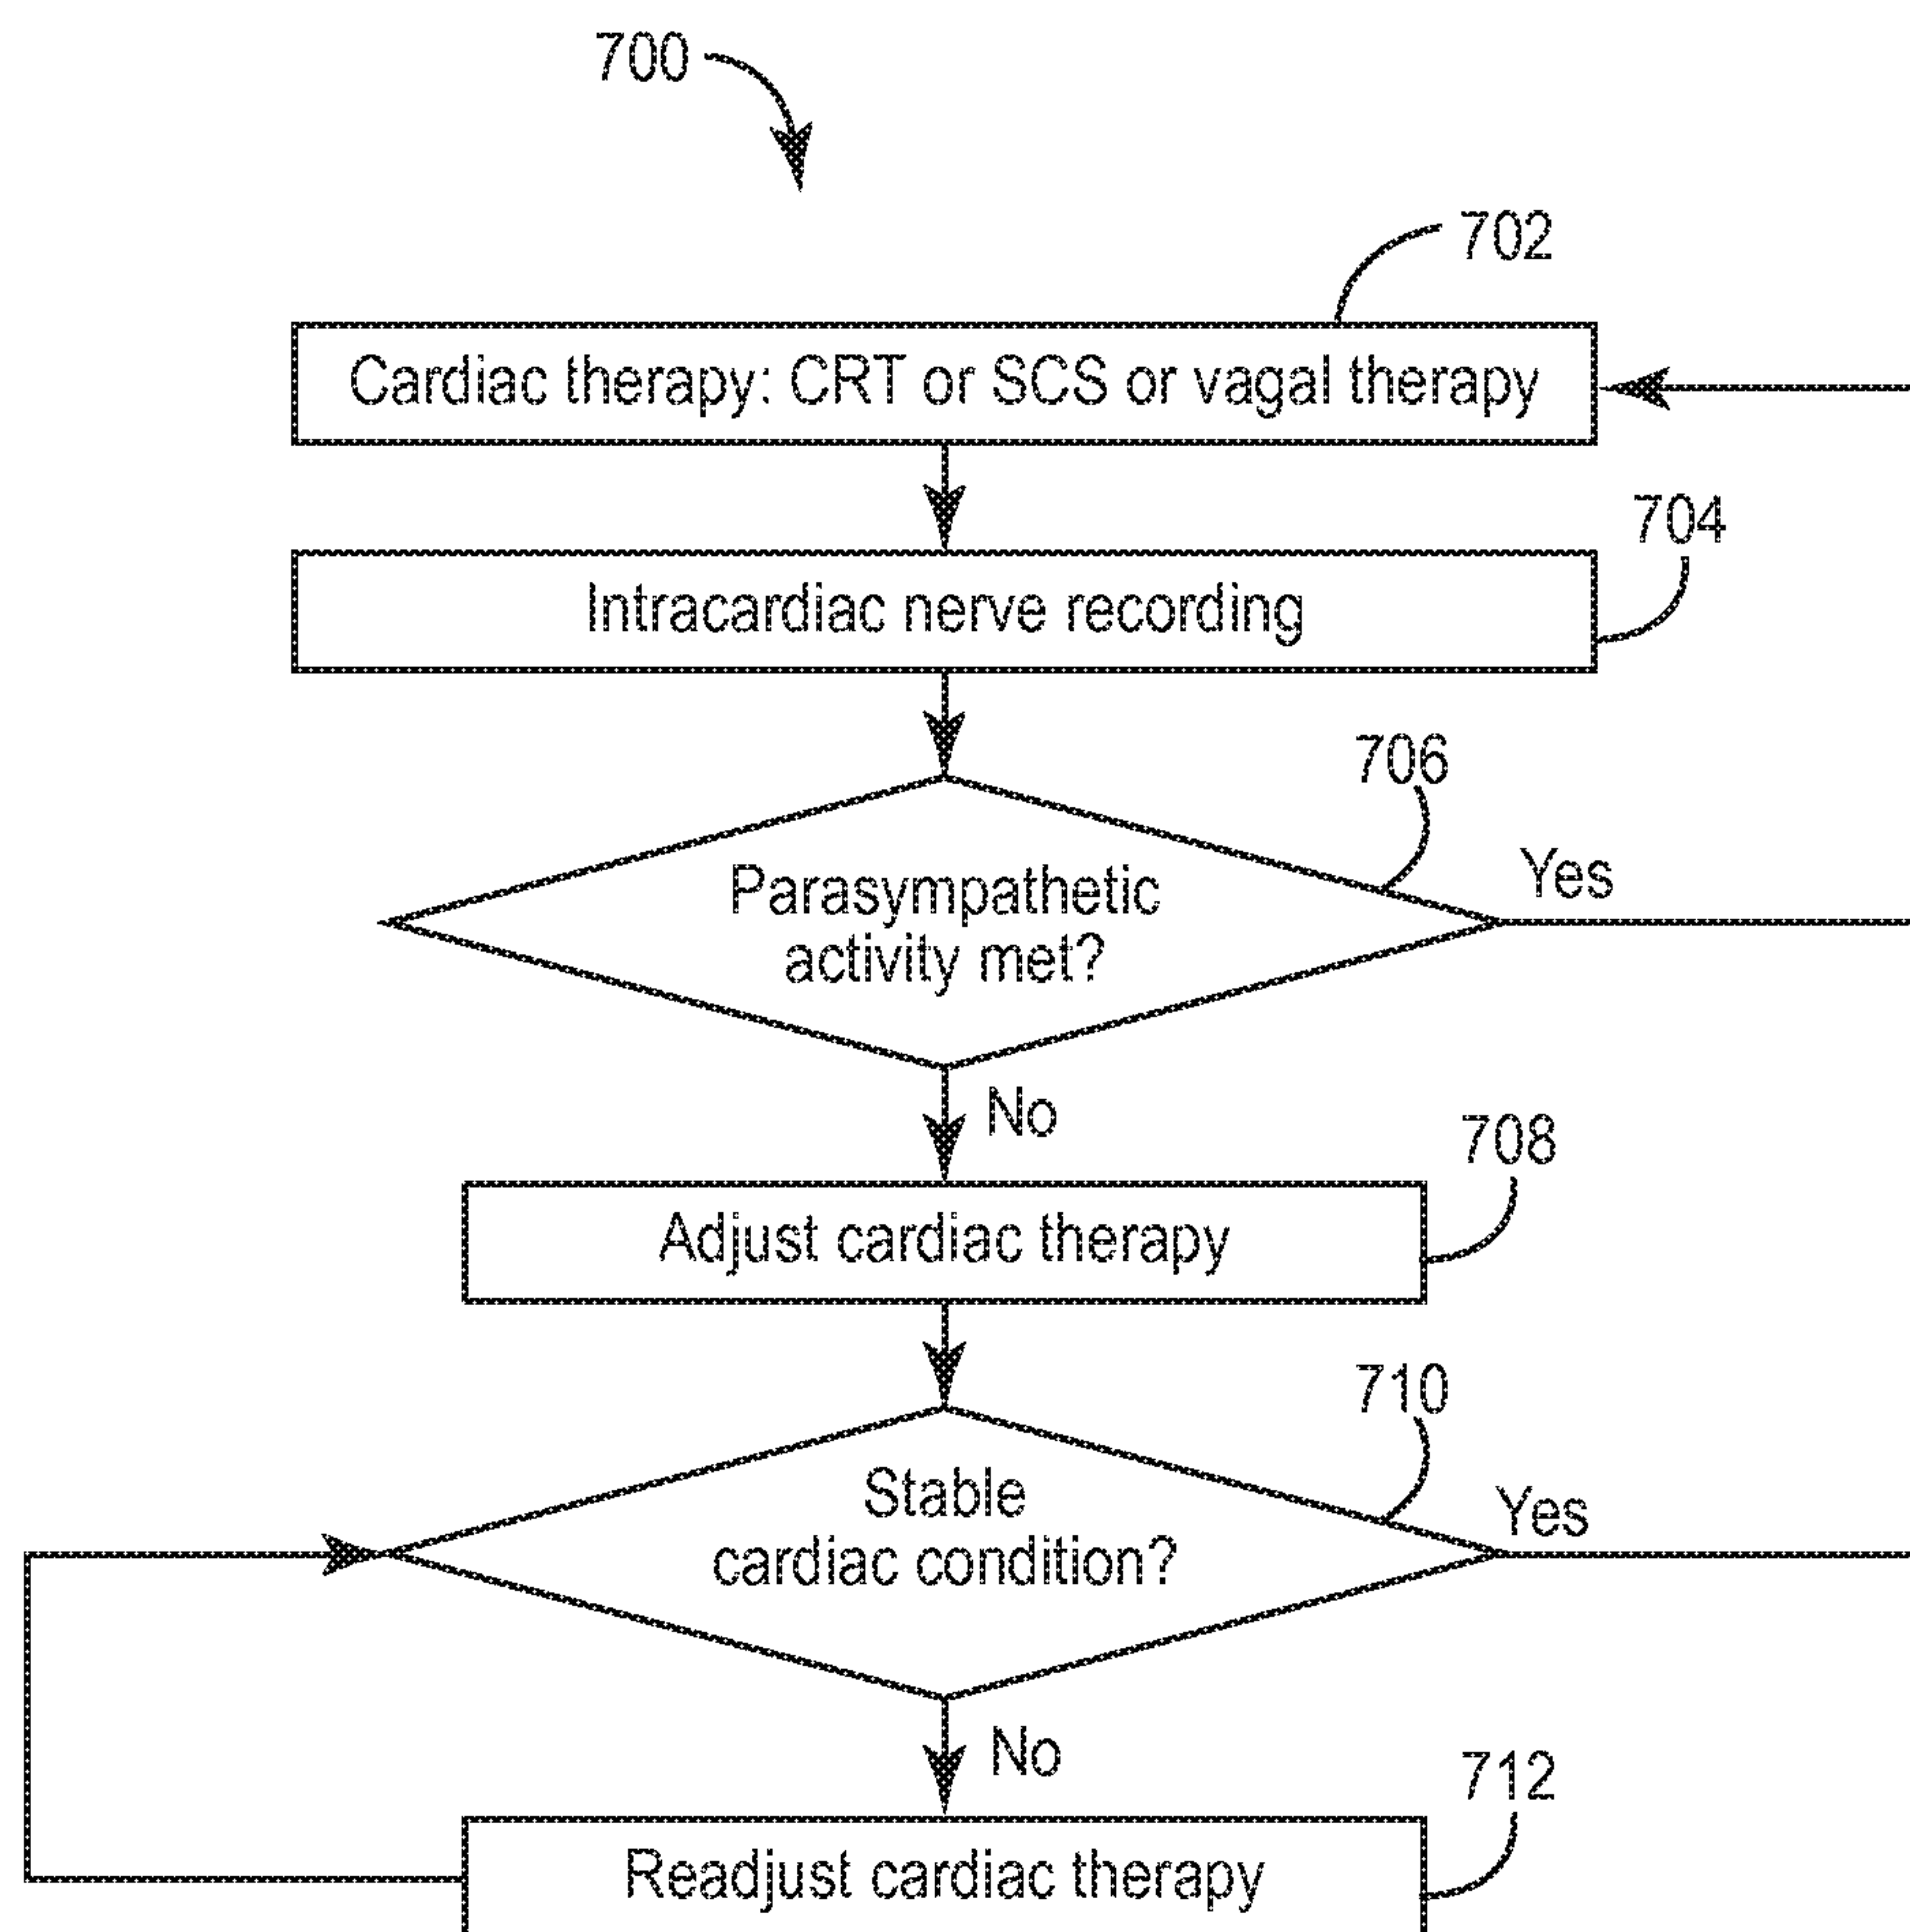 700
702
Cardiac therapy: CRT or SCS or vagal therapy
704
Intracardiac nerve recording
706
Yes
Parasympathetic
activity met?
No
708
Adjust cardiac therapy
710
Yes
Stable
cardiac condition?
No
712
Readjust cardiac therapy